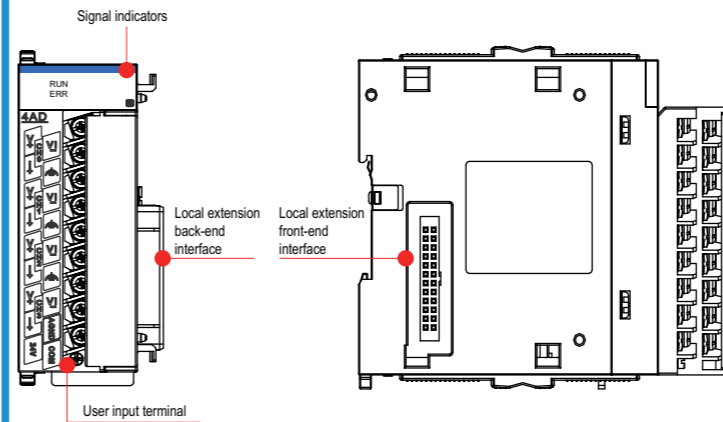 Signal indicators
RUN
ERR
4AD
Local extension
back-end
interface
Local extension
front-end
interface
24V
COM
User input terminal